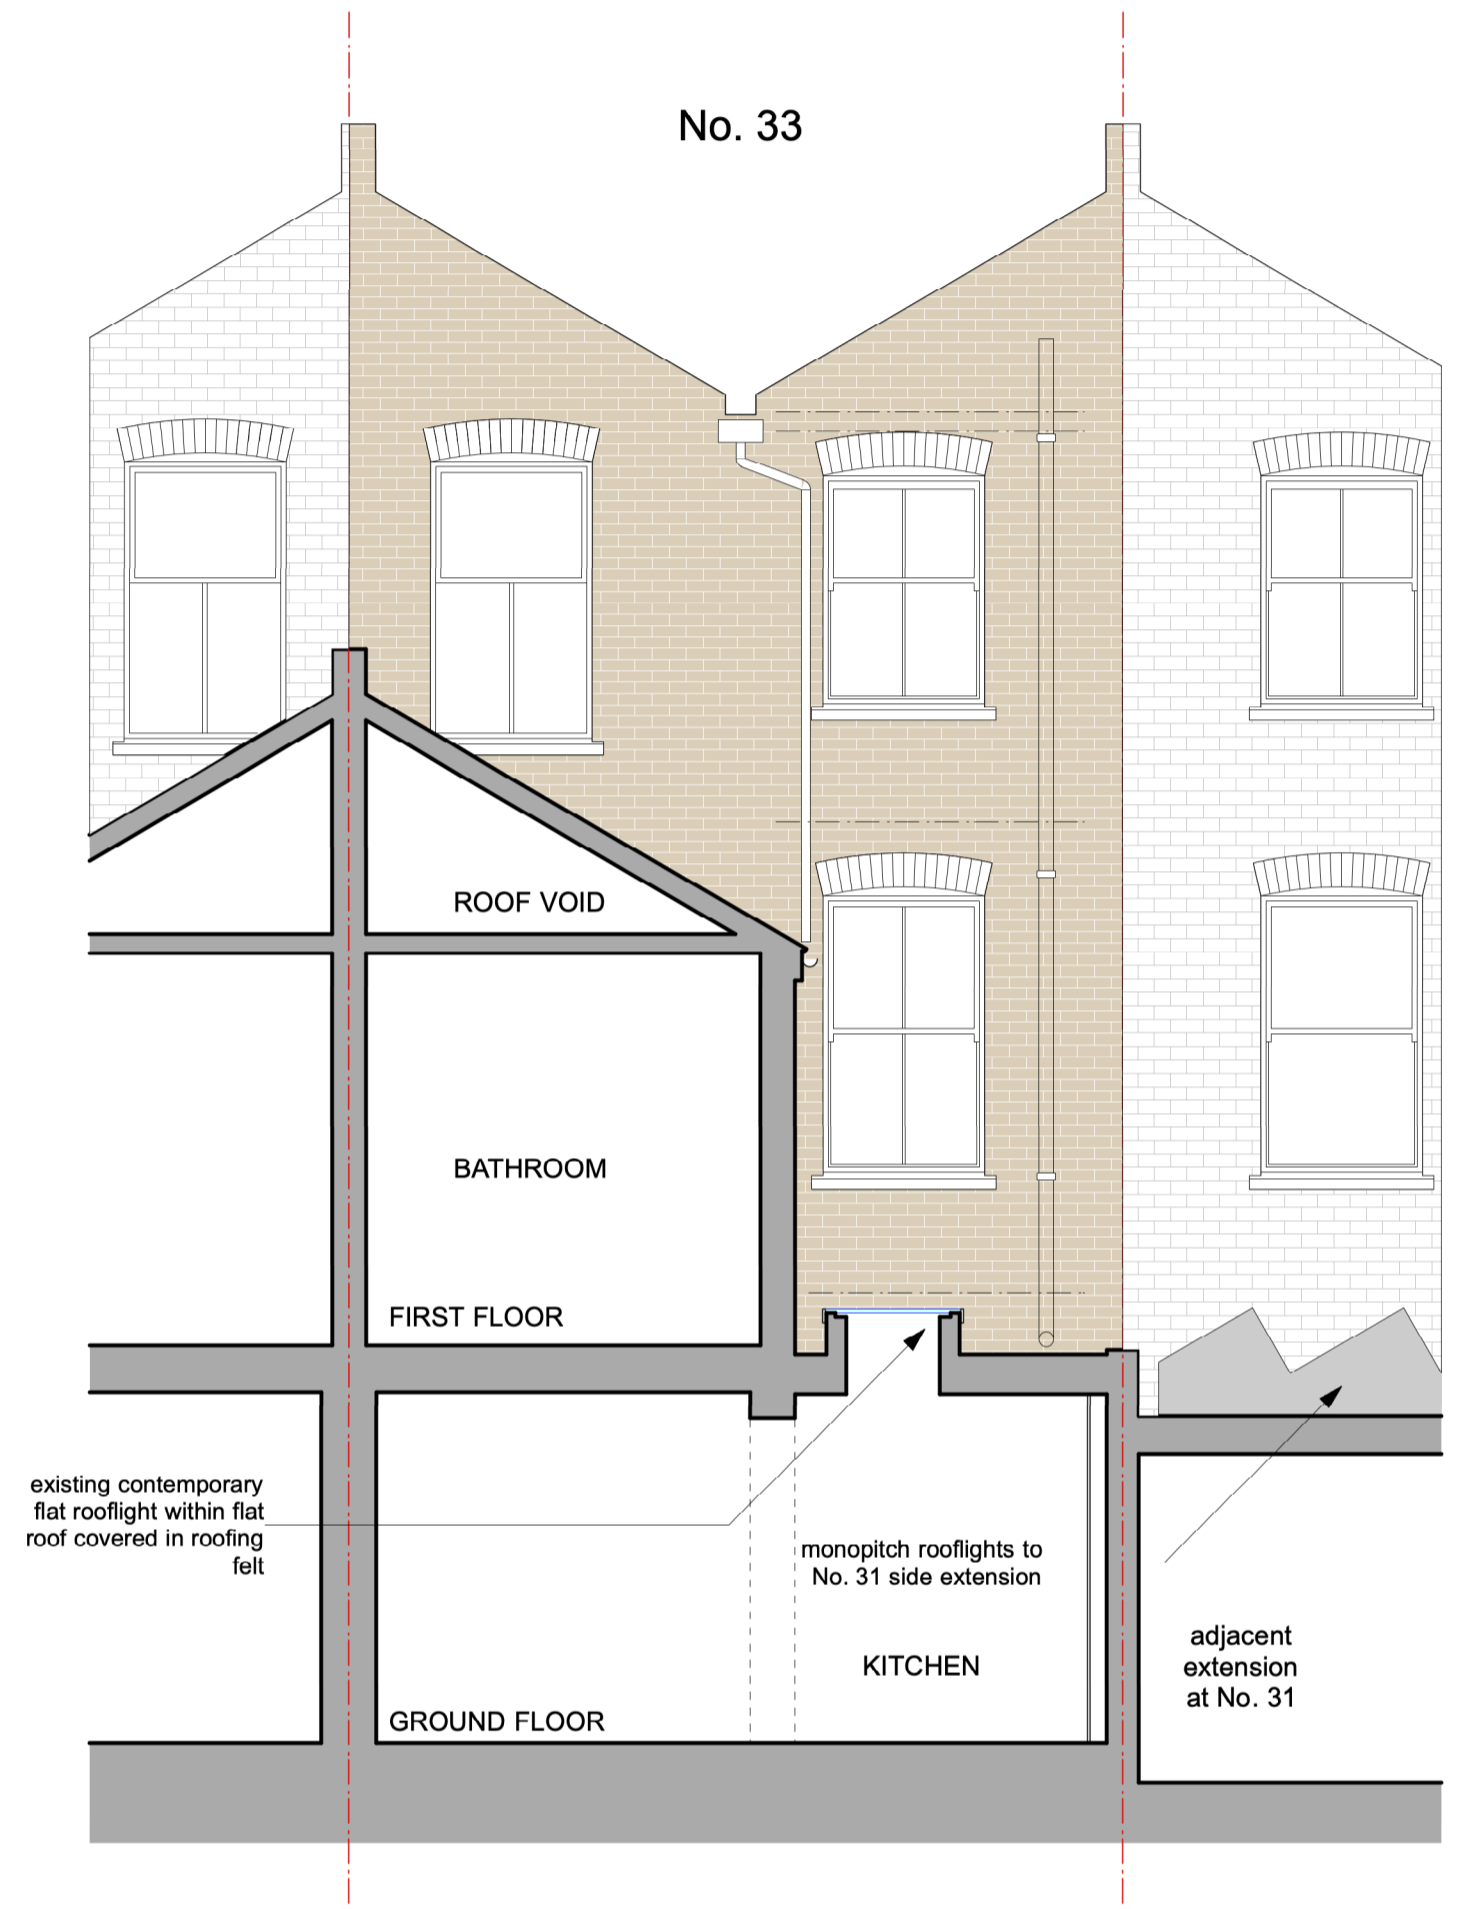 No. 33
ROOF VOID
BATHROOM
FIRST FLOOR
existing contemporary
flat rooflight within flat
roof covered in roofing
felt
monopitch rooflights to
No. 31 side extension
adjacent
extension
at No. 31
KITCHEN
GROUND FLOOR